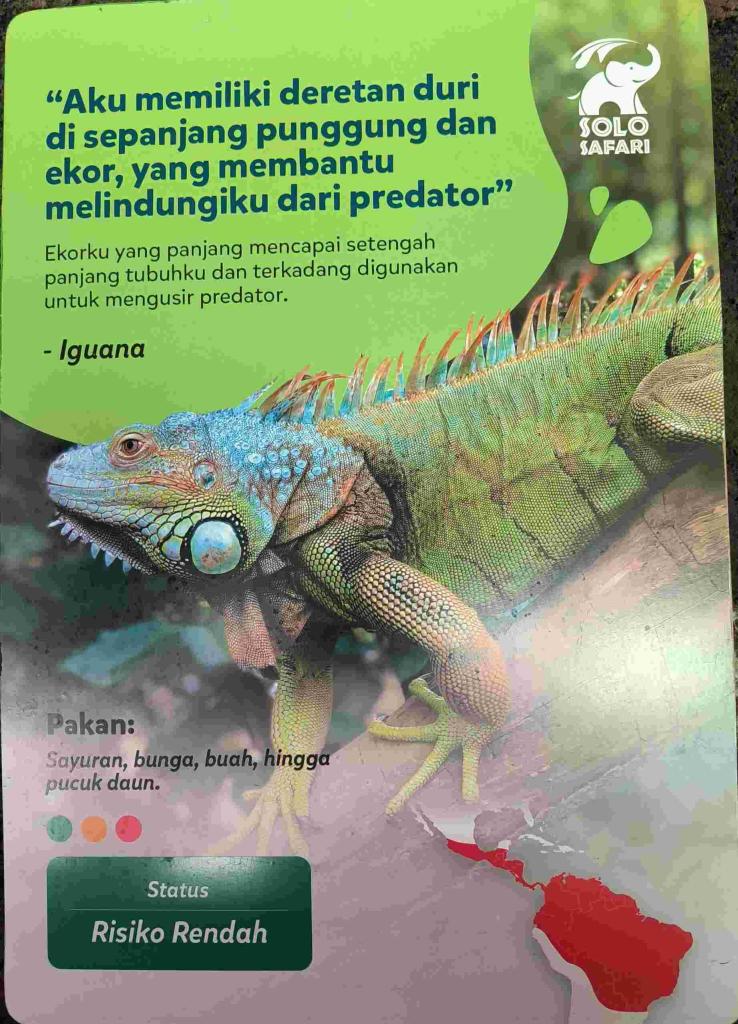 “Aku memiliki deretan duri
di sepanjang punggung dan
ekor, yang membantu
melindungiku dari predator”
SOLO
SAFARI
Ekorku yang panjang mencapai setengah
panjang tubuhku dan terkadang digunakan
untuk mengusir predator.
- Iguana
Pakan:
Sayuran, bunga, buah, hingga
pucuk daun.
Status
Risiko Rendah